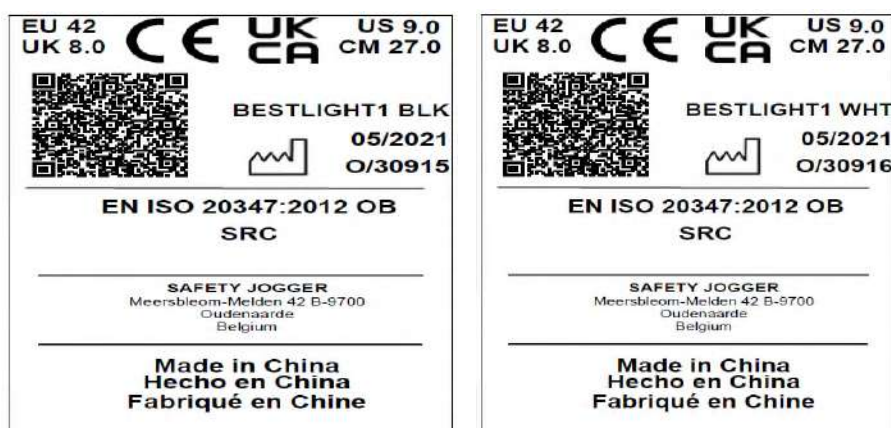 EU 42 CE UK CA US 9.0
UK 8.0 CM 27.0
BESTLIGHT1 BLK
05/2021
O/30915
EN ISO 20347:2012 OB
SRC
SAFETY JOGGER
Meersbloem-Melden 42 B-9700
Oudenaarde
Belgium
Made in China
Hecho en China
Fabriqué en Chine
EU 42 CE UK CA US 9.0
UK 8.0 CM 27.0
BESTLIGHT1 WHT
05/2021
O/30916
EN ISO 20347:2012 OB
SRC
SAFETY JOGGER
Meersbloem-Melden 42 B-9700
Oudenaarde
Belgium
Made in China
Hecho en China
Fabriqué en Chine